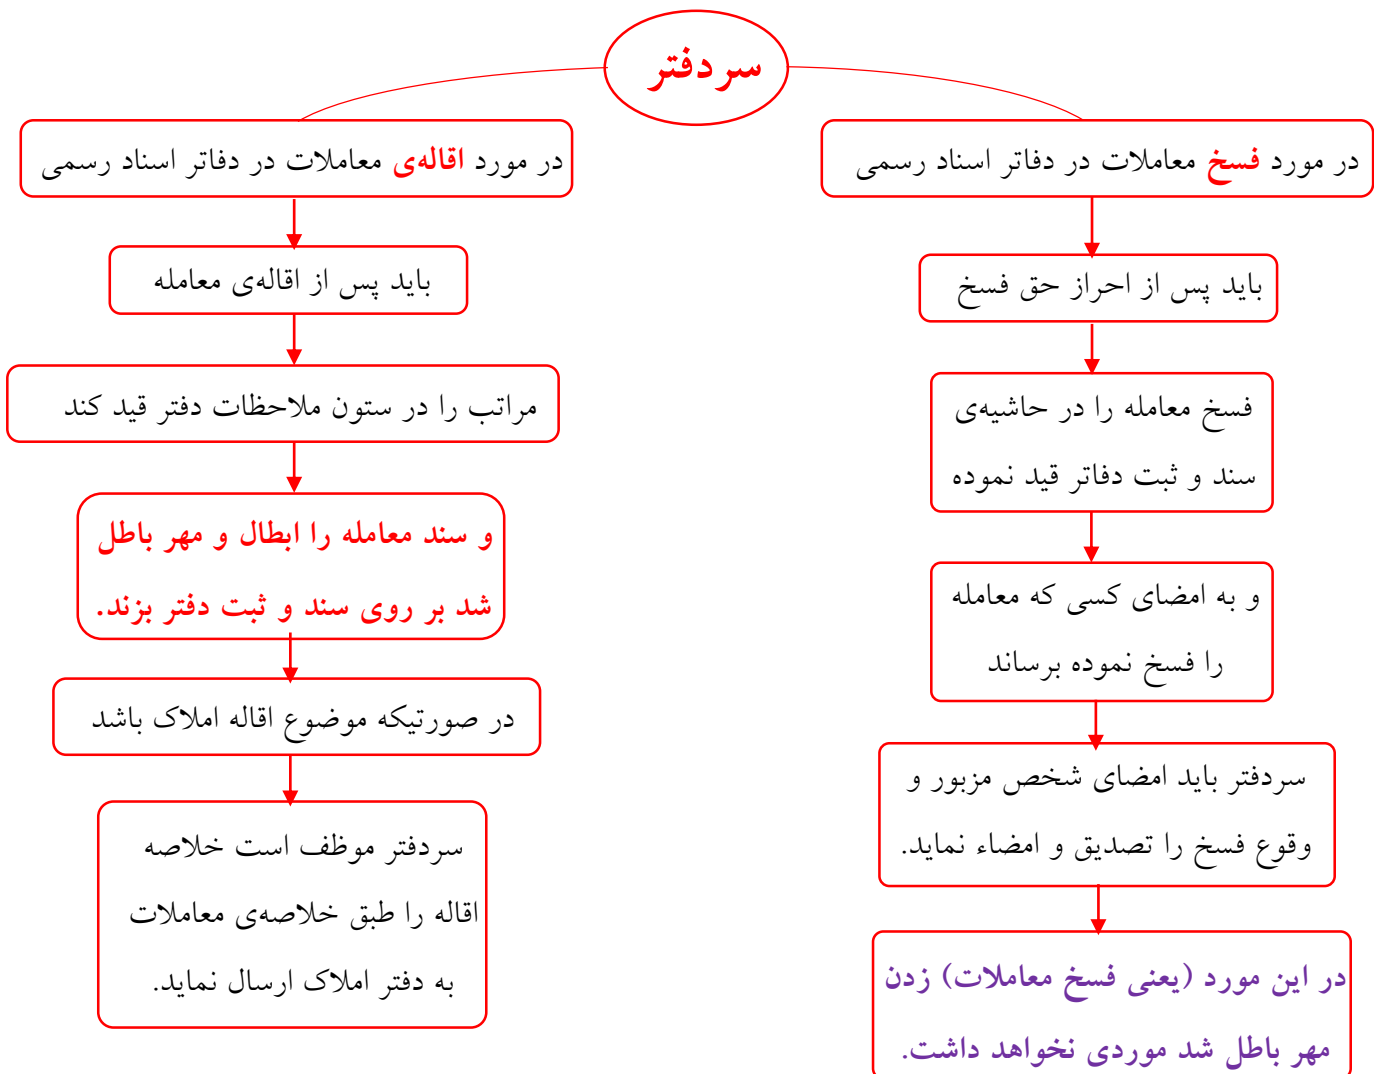 سردفتر
در مورد فسخ معاملات در دفاتر اسناد رسمی
باید پس از احراز حق فسخ
فسخ معامله را در حاشیه‌ی
سند و ثبت دفاتر قید نموده
و به امضای کسی که معامله
را فسخ نموده برساند
سردفتر باید امضای شخص مزبور و
وقوع فسخ را تصدیق و امضاء نماید.
در این مورد (یعنی فسخ معاملات) زدن
مهر باطل شد موردی نخواهد داشت.
در مورد اقاله‌ی معاملات در دفاتر اسناد رسمی
باید پس از اقاله‌ی معامله
مراتب را در ستون ملاحظات دفتر قید کند
و سند معامله را ابطال و مهر باطل
شد بر روی سند و ثبت دفتر بزند.
در صورتیکه موضوع اقاله املاک باشد
سردفتر موظف است خلاصه
اقاله را طبق خلاصه‌ی معاملات
به دفتر املاک ارسال نماید.